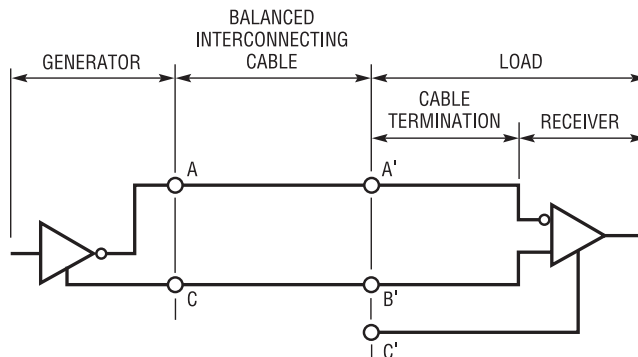 BALANCED
INTERCONNECTING
CABLE
GENERATOR
LOAD
CABLE
TERMINATION
RECEIVER
A
A'
C
B'
C'